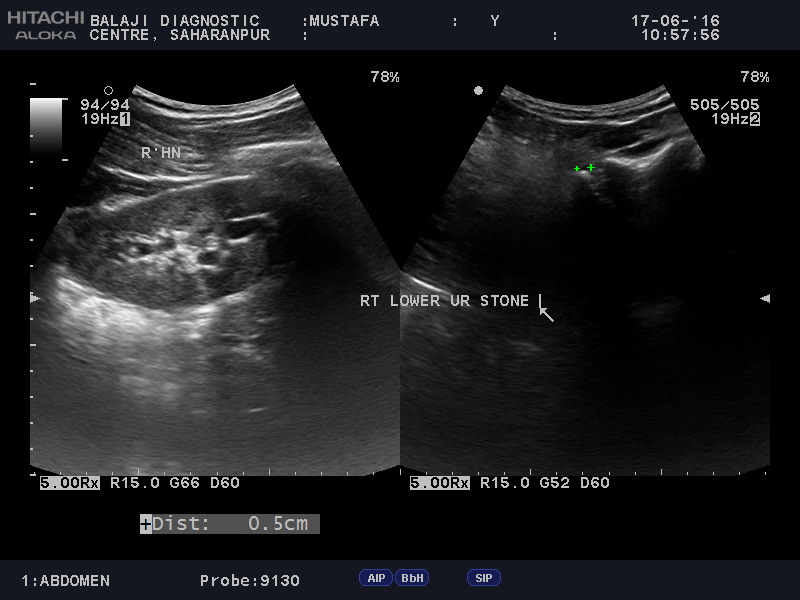 HITACHI ALOKA
BALAJI DIAGNOSTIC :MUSTAFA : Y 17-06-'16
CENTRE, SAHARANPUR : : 10:57:56
78% 78%
94/94 505/505
19Hz1 19Hz2
R'HN
RT LOWER UR STONE
5.00Rx R15.0 G66 D60 5.00Rx R15.0 G52 D60
+Dist: 0.5cm
1:ABDOMEN Probe:9130 AIP BbH SIP